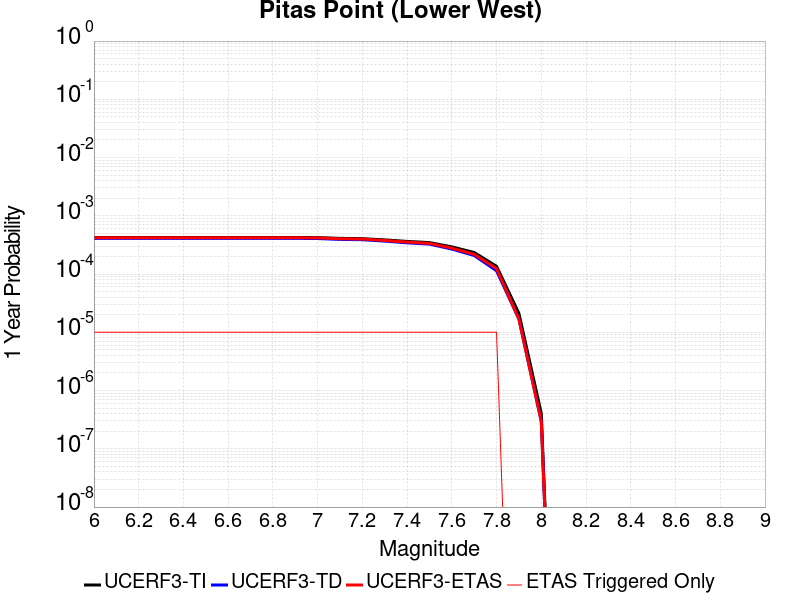 Pitas Point (Lower West)
10^0
10^-1
10^-2
10^-3
10^-4
10^-5
10^-6
10^-7
10^-8
1 Year Probability
6 6.2 6.4 6.6 6.8 7 7.2 7.4 7.6 7.8 8 8.2 8.4 8.6 8.8 9
Magnitude
UCERF3-TI UCERF3-TD UCERF3-ETAS ETAS Triggered Only